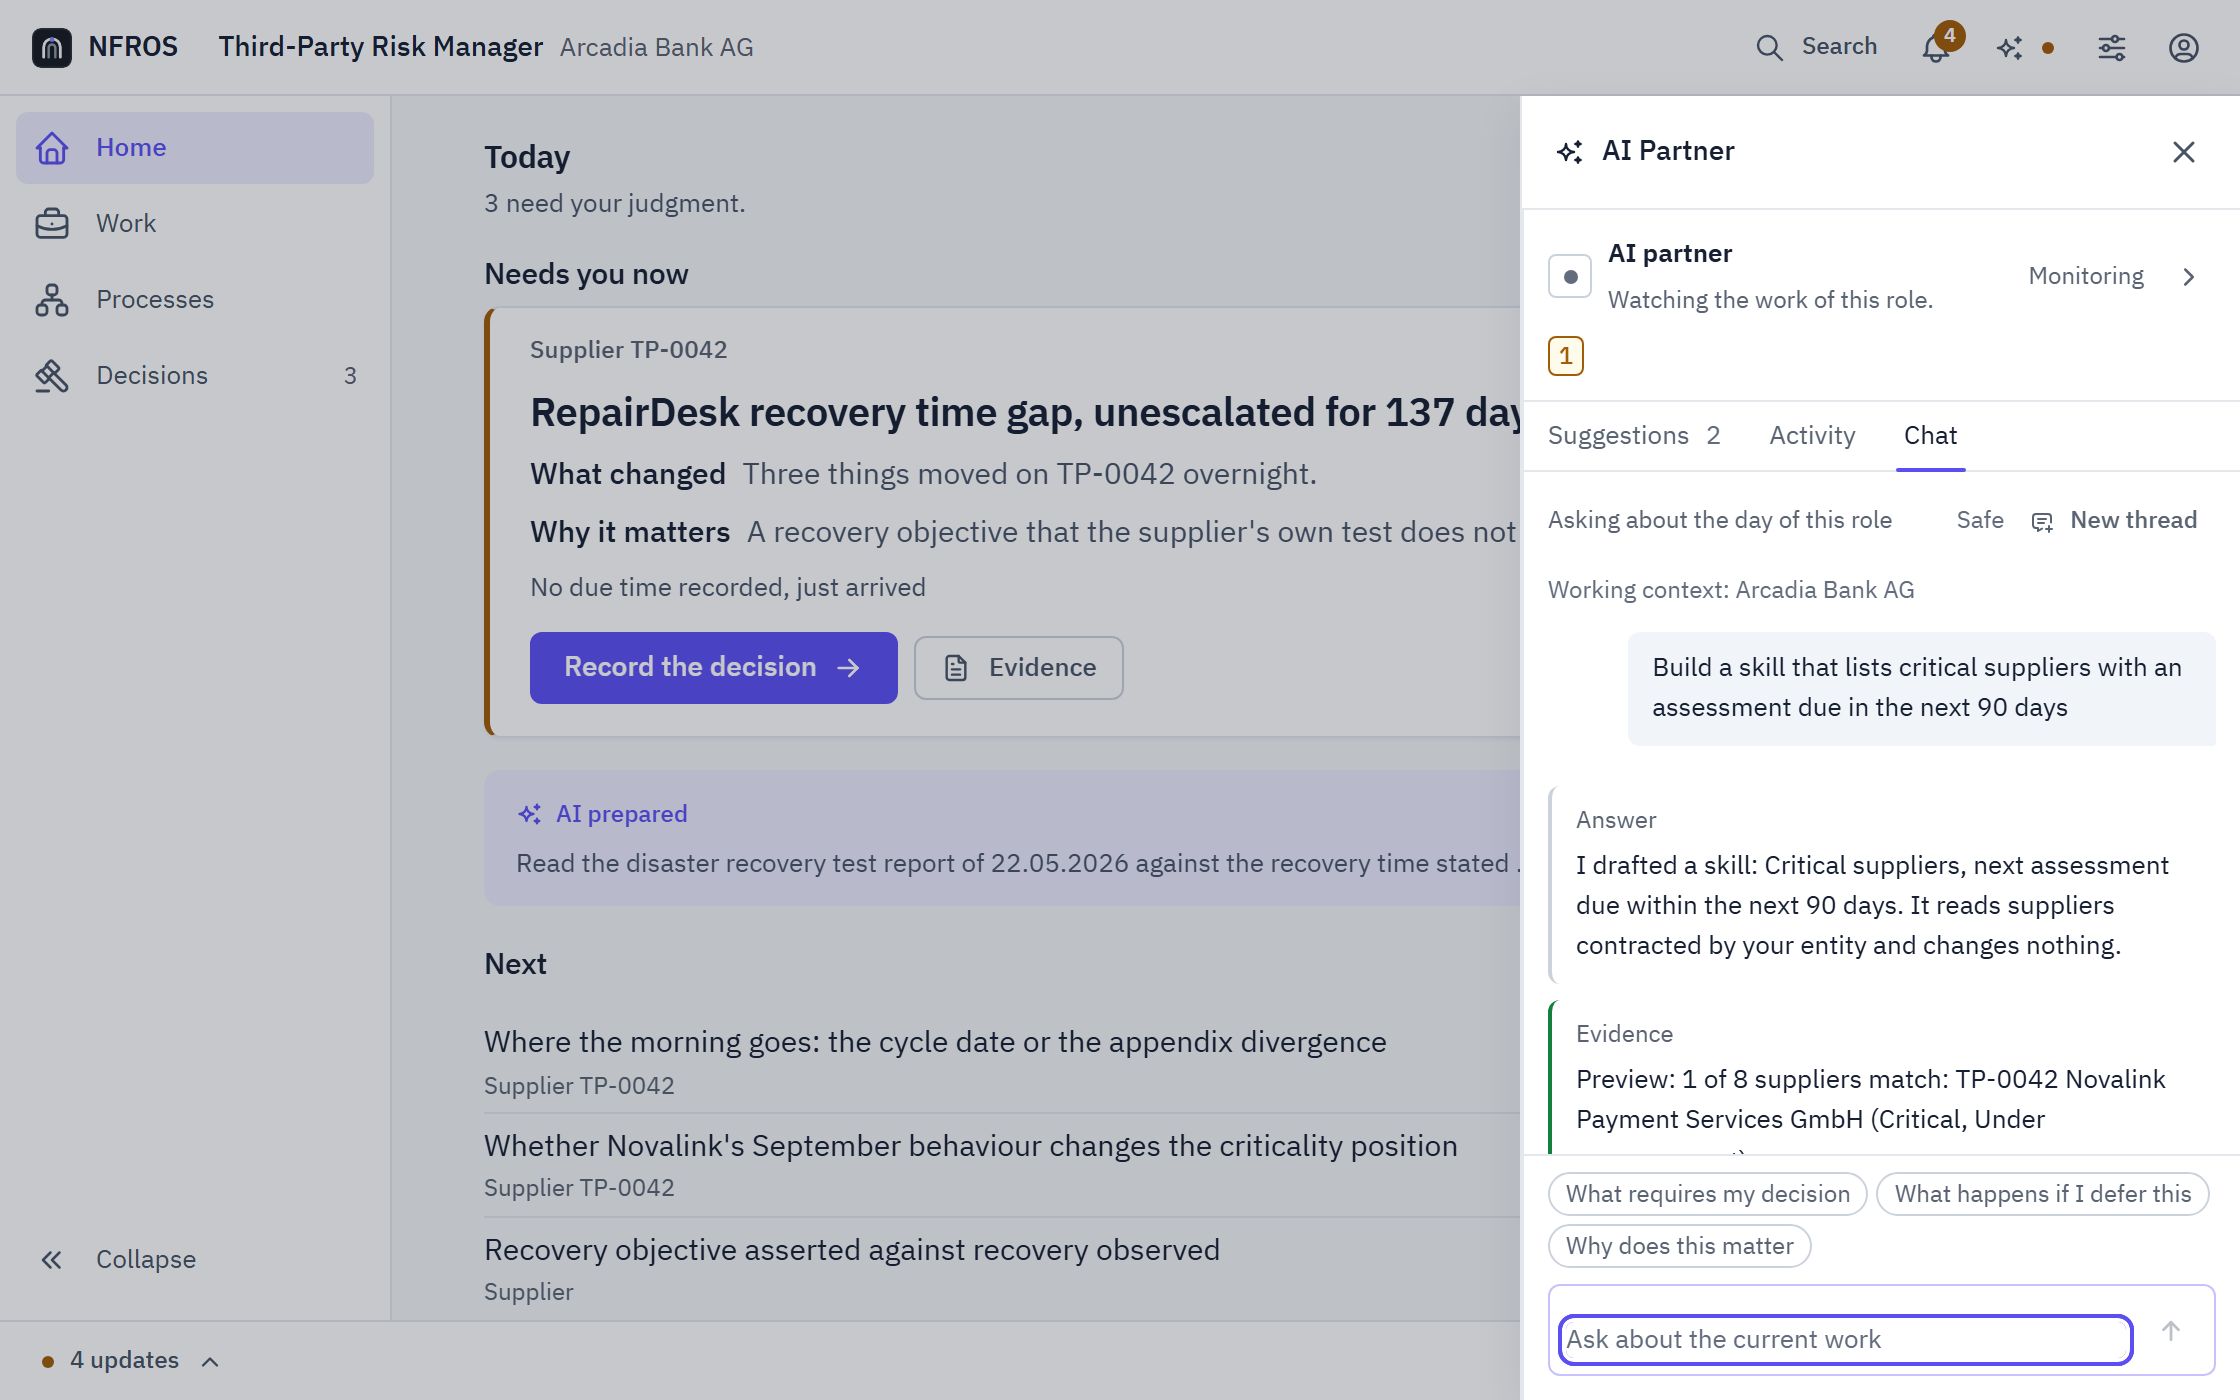 NFROS Third-Party Risk Manager Arcadia Bank AG Search 4
Home
Work
Processes
Decisions 3
Collapse
4 updates
Today
3 need your judgment.
Needs you now
Supplier TP-0042
RepairDesk recovery time gap, unescalated for 137
What changed Three things moved on TP-0042 overnight.
Why it matters A recovery objective that the supplier's own test does not
No due time recorded, just arrived
Record the decision Evidence
AI prepared
Read the disaster recovery test report of 22.05.2026 against the recovery time stated .
Next
Where the morning goes: the cycle date or the appendix divergence
Supplier TP-0042
Whether Novalink's September behaviour changes the criticality position
Supplier TP-0042
Recovery objective asserted against recovery observed
Supplier
AI Partner
AI partner
Watching the work of this role.
Monitoring
1
Suggestions 2 Activity Chat
Asking about the day of this role Safe New thread
Working context: Arcadia Bank AG
Build a skill that lists critical suppliers with an
assessment due in the next 90 days
Answer
I drafted a skill: Critical suppliers, next assessment
due within the next 90 days. It reads suppliers
contracted by your entity and changes nothing.
Evidence
Preview: 1 of 8 suppliers match: TP-0042 Novalink
Payment Services GmbH (Critical, Under
What requires my decision What happens if I defer this
Why does this matter
Ask about the current work